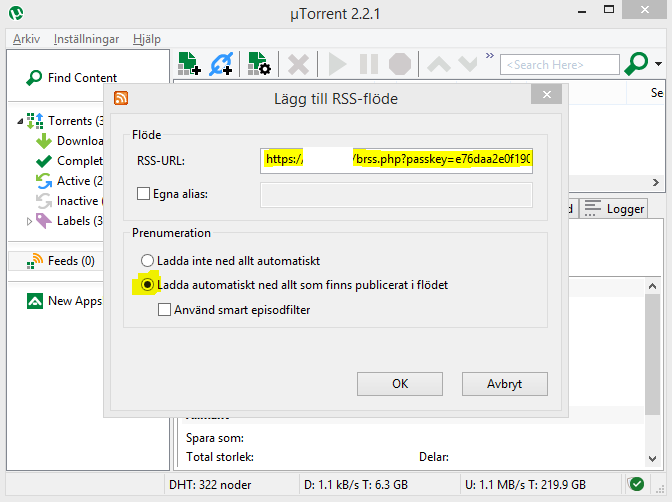 µTorrent 2.2.1
Arkiv Inställningar Hjälp
<Search Here>
Find Content
Se
Torrents (3
Downloa
Complet
Active (2
Inactive (
Labels (3
Feeds (0)
New Apps
Lägg till RSS-flöde
Flöde
RSS-URL: https:// /brss.php?passkey=e76daa2e0f190
Egna alias:
Prenumeration
Ladda inte ned allt automatiskt
Ladda automatiskt ned allt som finns publicerat i flödet
Använd smart episodfilter
OK Avbryt
d Logger
Spara som:
Total storlek: Delar:
DHT: 322 noder D: 1.1 kB/s T: 6.3 GB U: 1.1 MB/s T: 219.9 GB